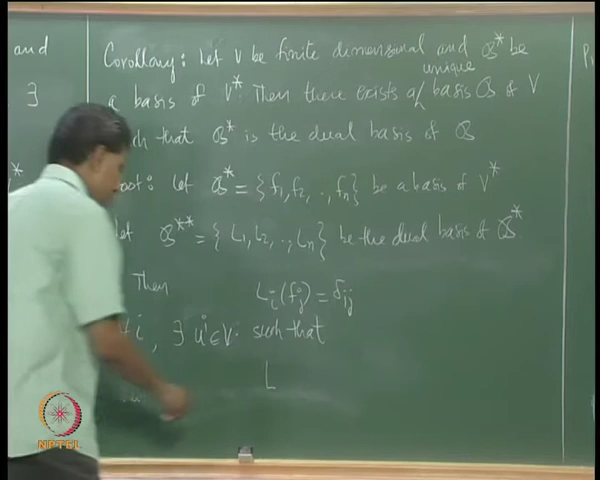 and
∃
*
Corollary : Let V be finite dimensional and 𝓑* be
unique
a basis of V*. Then there exists a basis 𝓑 of V
such that 𝓑* is the dual basis of 𝓑
Proof : Let 𝓑* = {f₁, f₂, .., fₙ} be a basis of V*
Let 𝓑** = {L₁, L₂, .., Lₙ} be the dual basis of 𝓑*
Then Lᵢ(fⱼ) = δᵢⱼ
∀ i, ∃ uⁱ ∈ V : such that
L
NPTEL